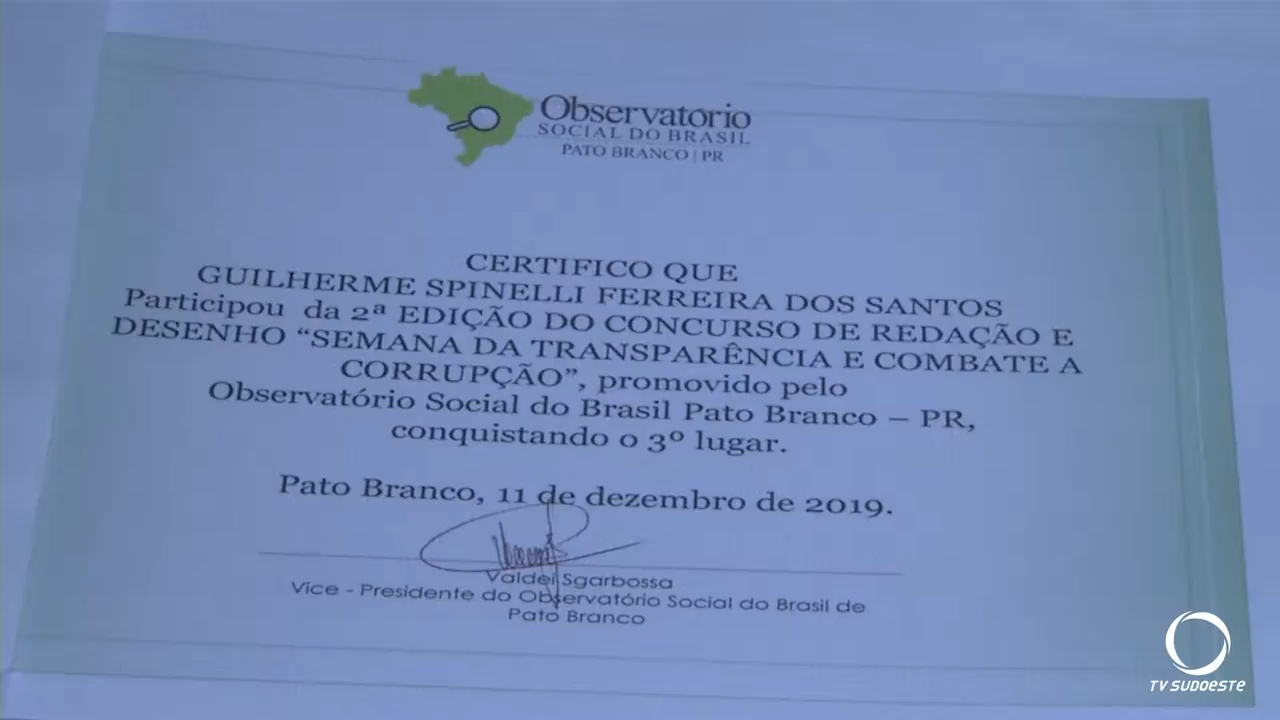 Observatório
SOCIAL DO BRASIL
PATO BRANCO | PR
CERTIFICO QUE
GUILHERME SPINELLI FERREIRA DOS SANTOS
Participou da 2ª EDIÇÃO DO CONCURSO DE REDAÇÃO E
DESENHO “SEMANA DA TRANSPARÊNCIA E COMBATE A
CORRUPÇÃO”, promovido pelo
Observatório Social do Brasil Pato Branco – PR,
conquistando o 3º lugar.
Pato Branco, 11 de dezembro de 2019.
Valdei Sgarbossa
Vice - Presidente do Observatório Social do Brasil de
Pato Branco
TV SUDOESTE